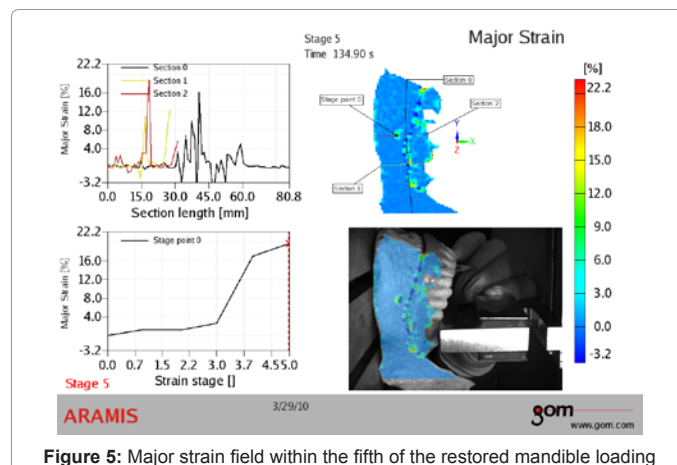 Stage 5
Time 134.90 s
Major Strain
22.2
16.0
12.0
8.0
4.0
-3.2
Major Strain [%]
Section 0
Section 1
Section 2
0.0 15.0 30.0 45.0 60.0 80.8
Section length [mm]
Section 0
Stage point 0
Section 2
Section 1
Y
X
Z
[%]
22.2
18.0
15.0
12.0
9.0
6.0
3.0
0.0
-3.2
22.2
16.0
12.0
8.0
4.0
-3.2
Major Strain [%]
Stage point 0
0.0 0.7 1.5 2.2 3.0 3.7 4.55.0
Strain stage []
Stage 5
ARAMIS
3/29/10
gom
www.gom.com
Figure 5: Major strain field within the fifth of the restored mandible loading